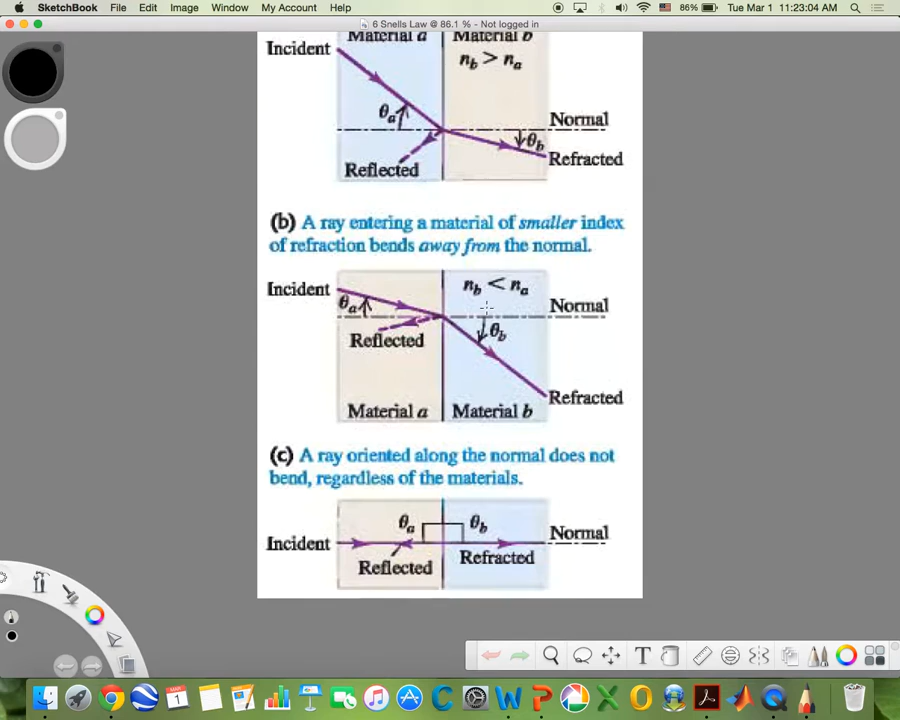 SketchBook File Edit Image Window My Account Help 86% Tue Mar 1 11:23:04 AM
6 Snells Law @ 86.1 % - Not logged in
Material a Material b
Incident
n_b > n_a
θ_a
Normal
θ_b
Refracted
Reflected
(b) A ray entering a material of smaller index
of refraction bends away from the normal.
n_b < n_a
Incident
θ_a
Normal
θ_b
Reflected
Refracted
Material a Material b
(c) A ray oriented along the normal does not
bend, regardless of the materials.
θ_a θ_b
Normal
Incident
Reflected Refracted